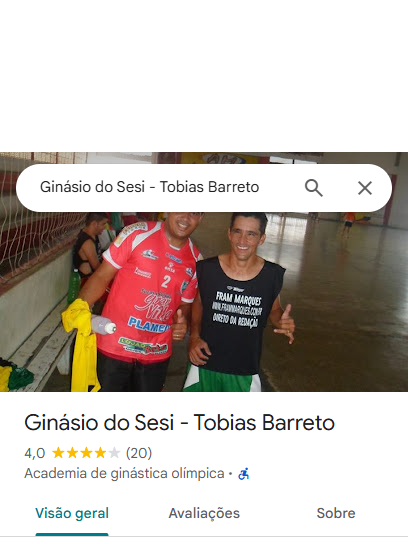 Ginásio do Sesi - Tobias Barreto
2
PLAMED
FRAM MARQUES
WWW.FRAMMARQUES.COM.BR
DIRETO DA REDAÇÃO
Ginásio do Sesi - Tobias Barreto
4,0 (20)
Academia de ginástica olímpica ·
Visão geral Avaliações Sobre